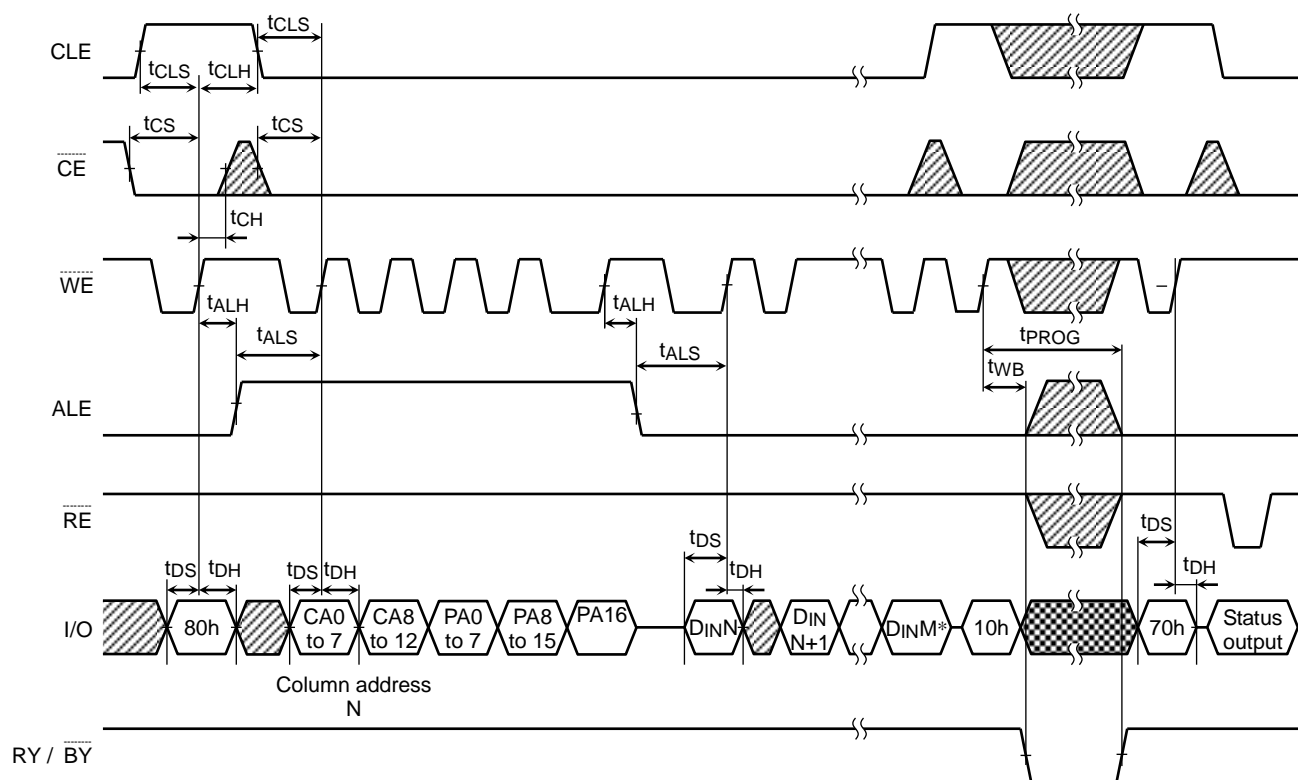 tCLS
CLE
tCLS tCLH
tCS tCS
CE
tCH
WE
tALH tALH
tALS tALS
tPROG
tWB
ALE
RE
tDS tDH tDS tDH tDS tDH tDS tDH
I/O
80h
CA0 to 7
CA8 to 12
PA0 to 7
PA8 to 15
PA16
DINN
DIN N+1
DINM*
10h
70h
Status output
Column address
N
RY / BY